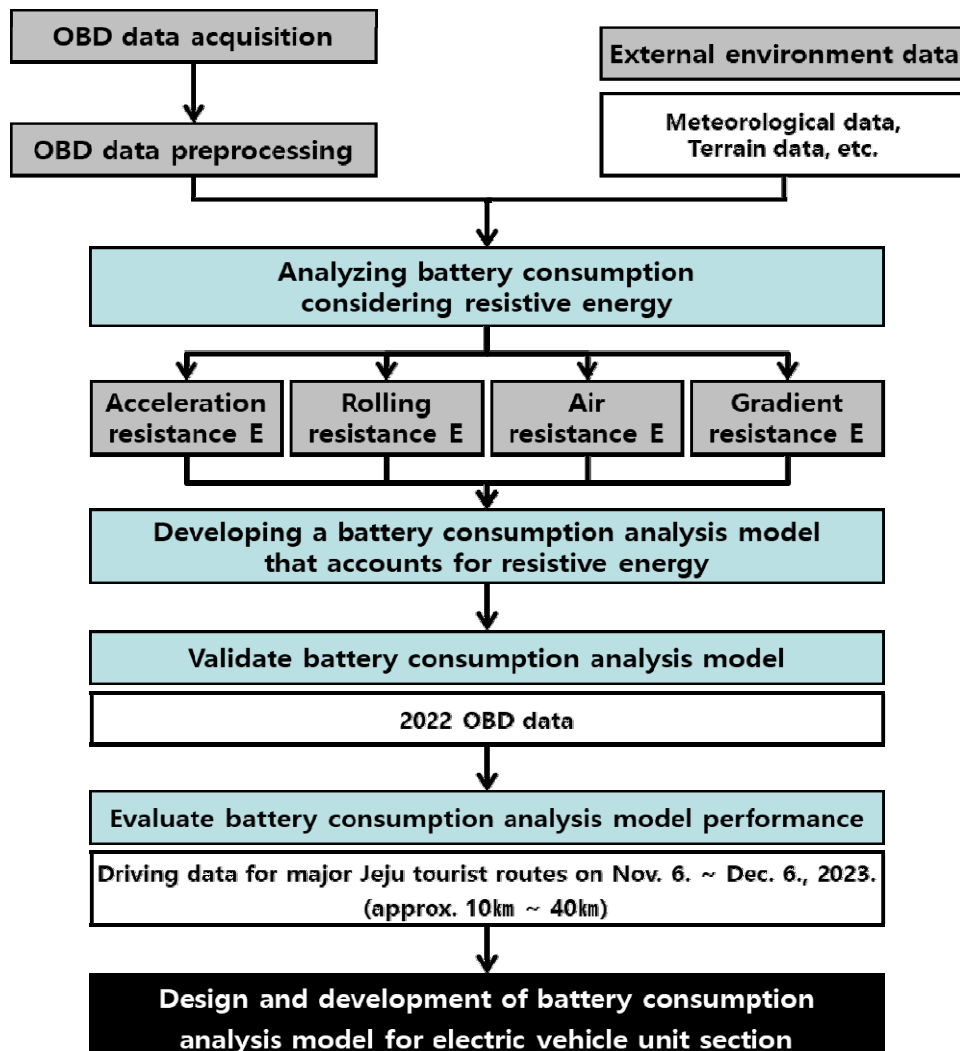 OBD data acquisition
External environment data
Meteorological data,
Terrain data, etc.
OBD data preprocessing
Analyzing battery consumption
considering resistive energy
Acceleration
resistance E
Rolling
resistance E
Air
resistance E
Gradient
resistance E
Developing a battery consumption analysis model
that accounts for resistive energy
Validate battery consumption analysis model
2022 OBD data
Evaluate battery consumption analysis model performance
Driving data for major Jeju tourist routes on Nov. 6. ~ Dec. 6., 2023.
(approx. 10㎞ ~ 40㎞)
Design and development of battery consumption
analysis model for electric vehicle unit section